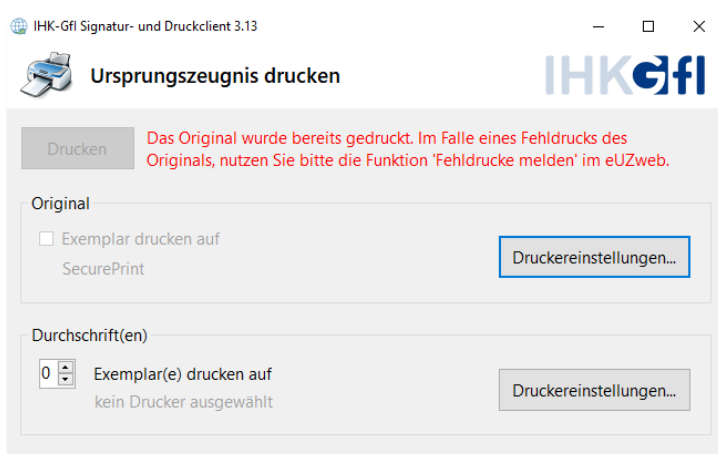 IHK-GfI Signatur- und Druckclient 3.13
Ursprungszeugnis drucken
IHKGfI
Drucken
Das Original wurde bereits gedruckt. Im Falle eines Fehldrucks des
Originals, nutzen Sie bitte die Funktion 'Fehldrucke melden' im eUZweb.
Original
Exemplar drucken auf
SecurePrint
Druckereinstellungen...
Durchschrift(en)
0
Exemplar(e) drucken auf
kein Drucker ausgewählt
Druckereinstellungen...